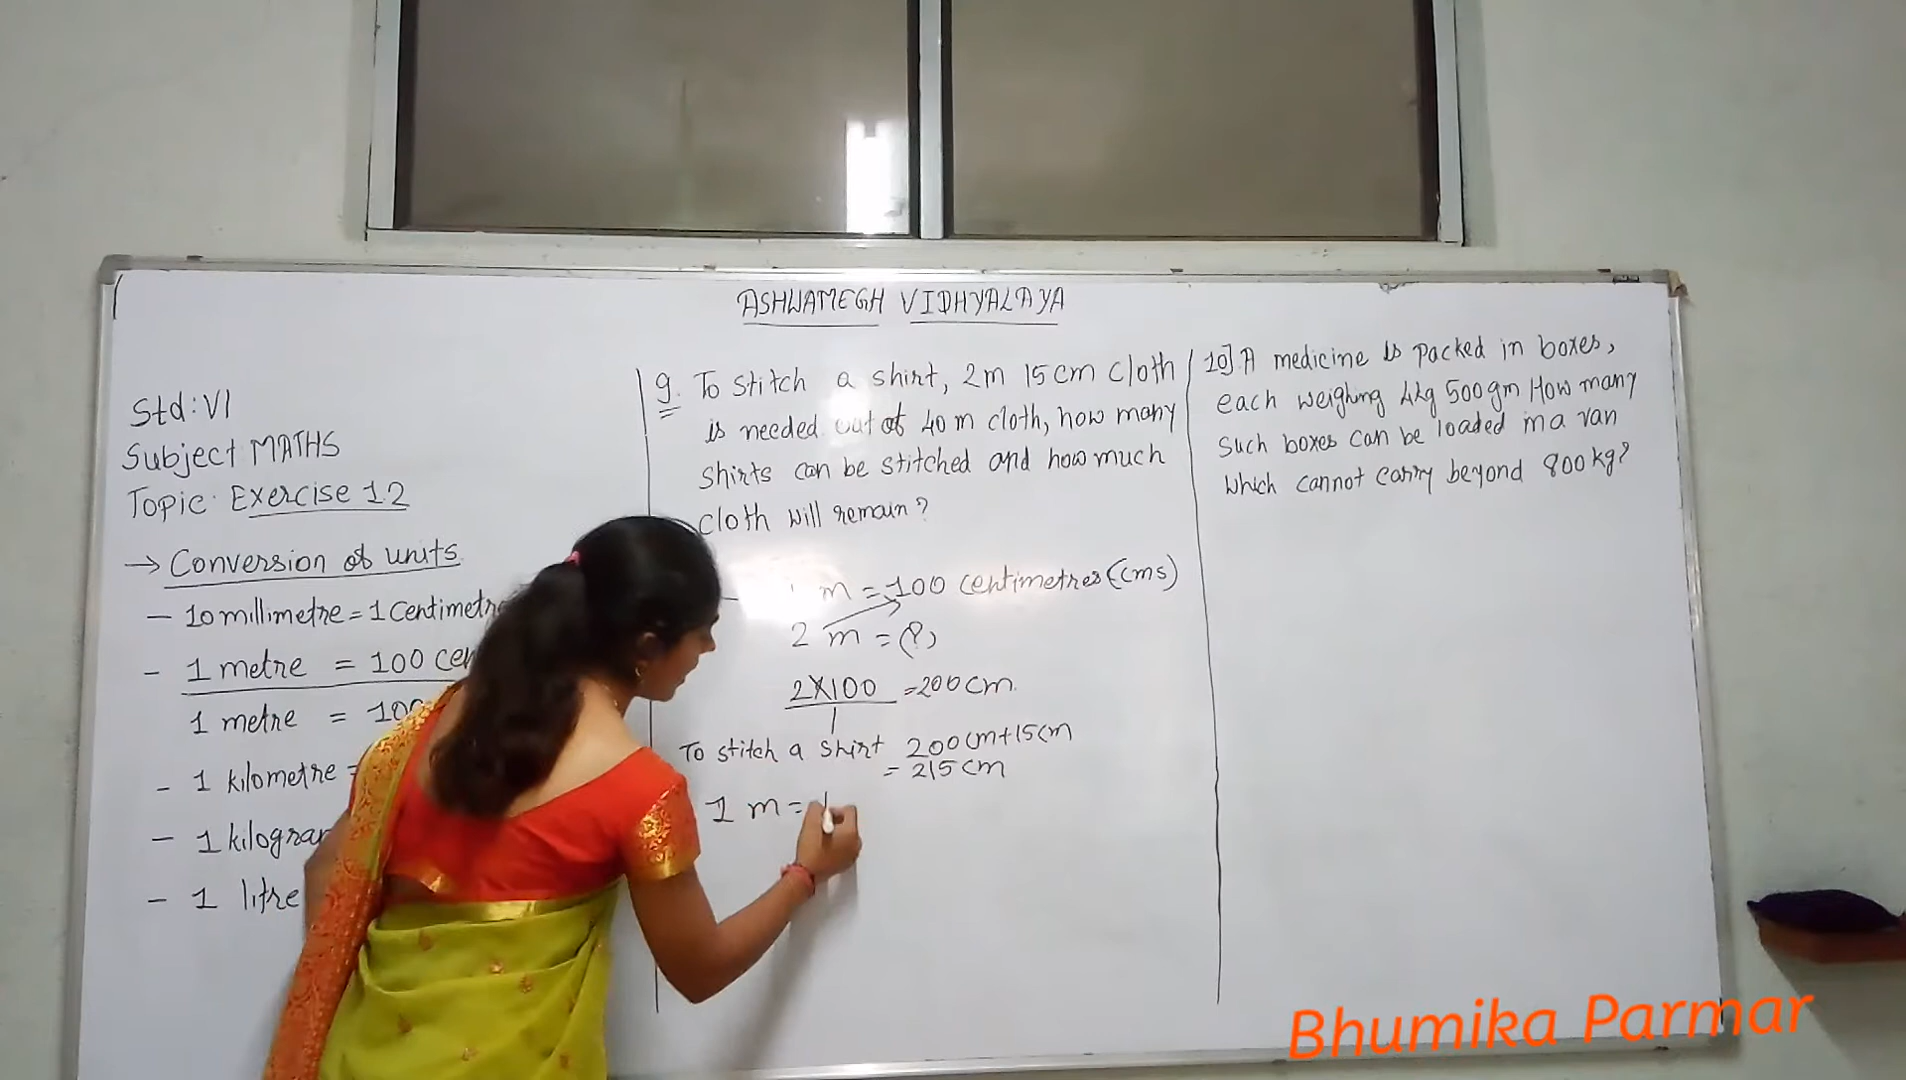 ASHWAMEGH VIDHYALAYA
Std:VI
Subject MATHS
Topic: Exercise 1.2
→ Conversion of units
- 10 millimetre = 1 Centimetre
- 1 metre = 100 cen
1 metre = 100
- 1 kilometre =
- 1 kilogram
- 1 litre
9. To stitch a shirt, 2m 15cm cloth
is needed. out of 40 m cloth, how many
shirts can be stitched and how much
cloth will remain?
m = 100 centimetres (cms)
2 m = (?)
2×100 = 200 cm.
1
To stitch a shirt 200cm+15cm
= 215cm
1 m = 1
10] A medicine is packed in boxes,
each weighing 4kg 500gm How many
Such boxes can be loaded in a van
which cannot carry beyond 800kg?
Bhumika Parmar